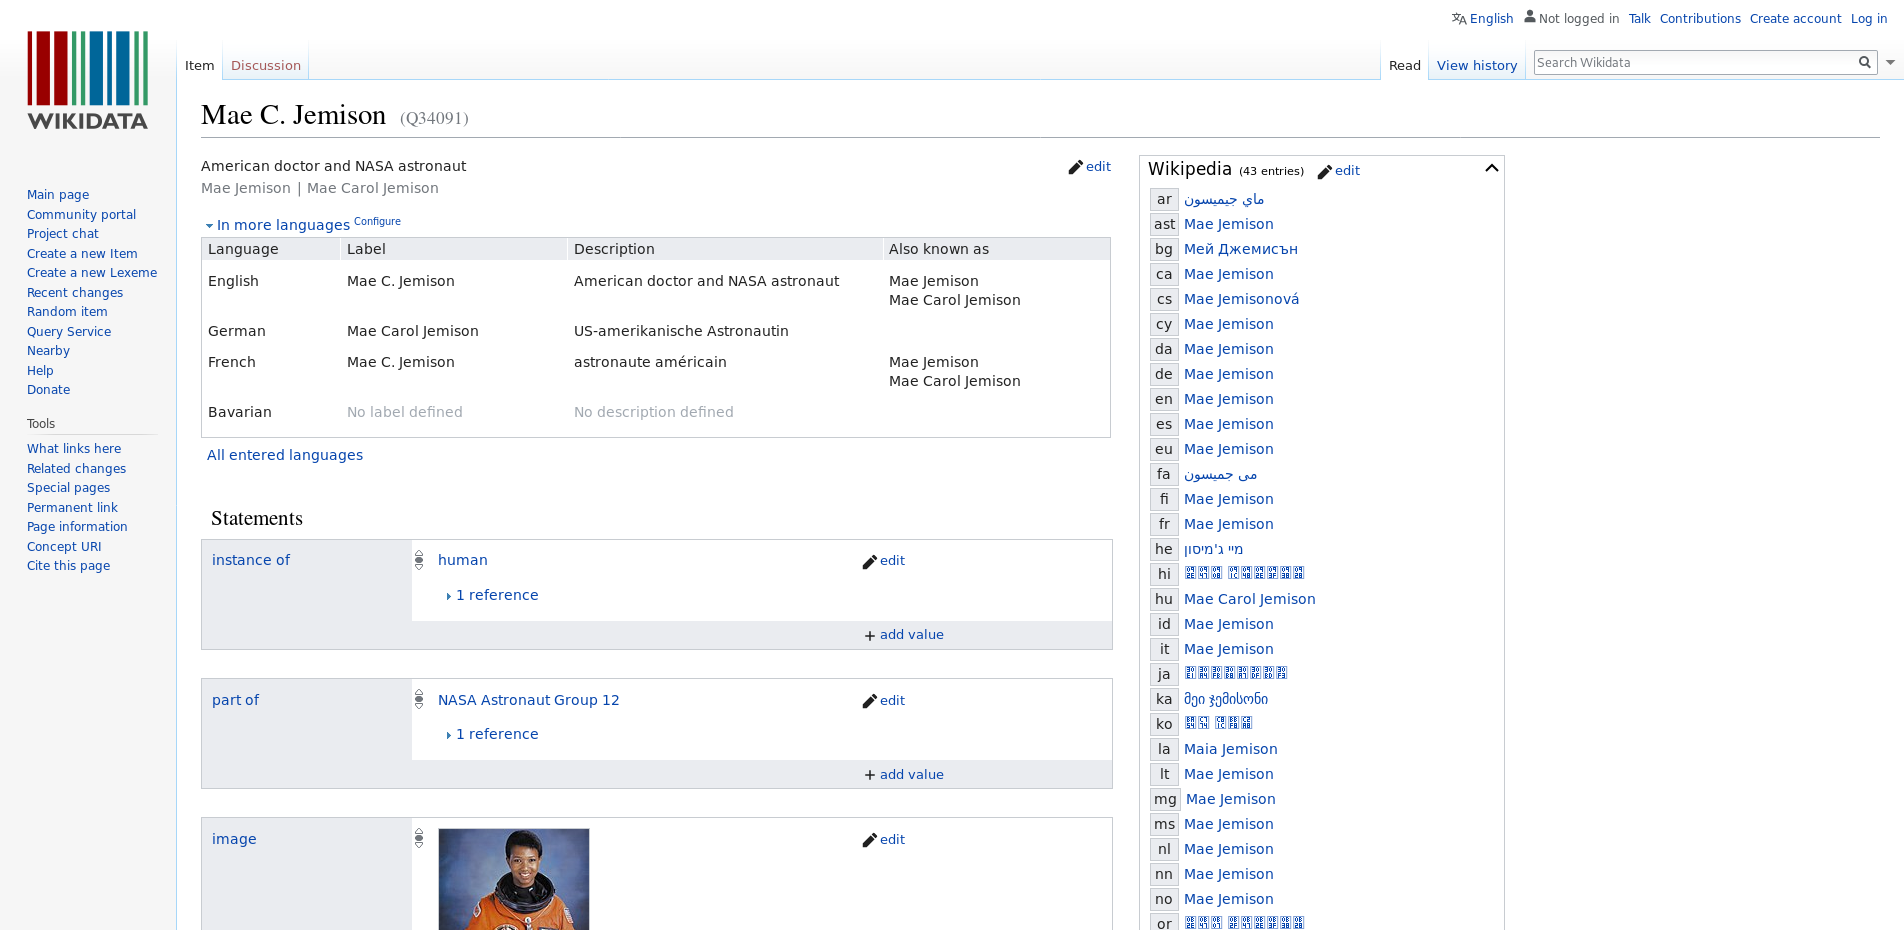 English Not logged in Talk Contributions Create account Log in
WIKIDATA
Item Discussion
Read View history Search Wikidata
Mae C. Jemison (Q34091)
Main page
Community portal
Project chat
Create a new Item
Create a new Lexeme
Recent changes
Random item
Query Service
Nearby
Help
Donate
Tools
What links here
Related changes
Special pages
Permanent link
Page information
Concept URI
Cite this page
American doctor and NASA astronaut edit
Mae Jemison | Mae Carol Jemison
In more languages Configure
Language Label Description Also known as
English Mae C. Jemison American doctor and NASA astronaut Mae Jemison
Mae Carol Jemison
German Mae Carol Jemison US-amerikanische Astronautin
French Mae C. Jemison astronaute américain Mae Jemison
Mae Carol Jemison
Bavarian No label defined No description defined
All entered languages
Statements
instance of human edit
1 reference
+ add value
part of NASA Astronaut Group 12 edit
1 reference
+ add value
image edit
Wikipedia (43 entries) edit
ar ماي جيميسون
ast Mae Jemison
bg Мей Джемисън
ca Mae Jemison
cs Mae Jemisonová
cy Mae Jemison
da Mae Jemison
de Mae Jemison
en Mae Jemison
es Mae Jemison
eu Mae Jemison
fa می جمیسون
fi Mae Jemison
fr Mae Jemison
he מיי ג'מיסון
hi
hu Mae Carol Jemison
id Mae Jemison
it Mae Jemison
ja
ka მეი ჯემისონი
ko
la Maia Jemison
lt Mae Jemison
mg Mae Jemison
ms Mae Jemison
nl Mae Jemison
nn Mae Jemison
no Mae Jemison
or